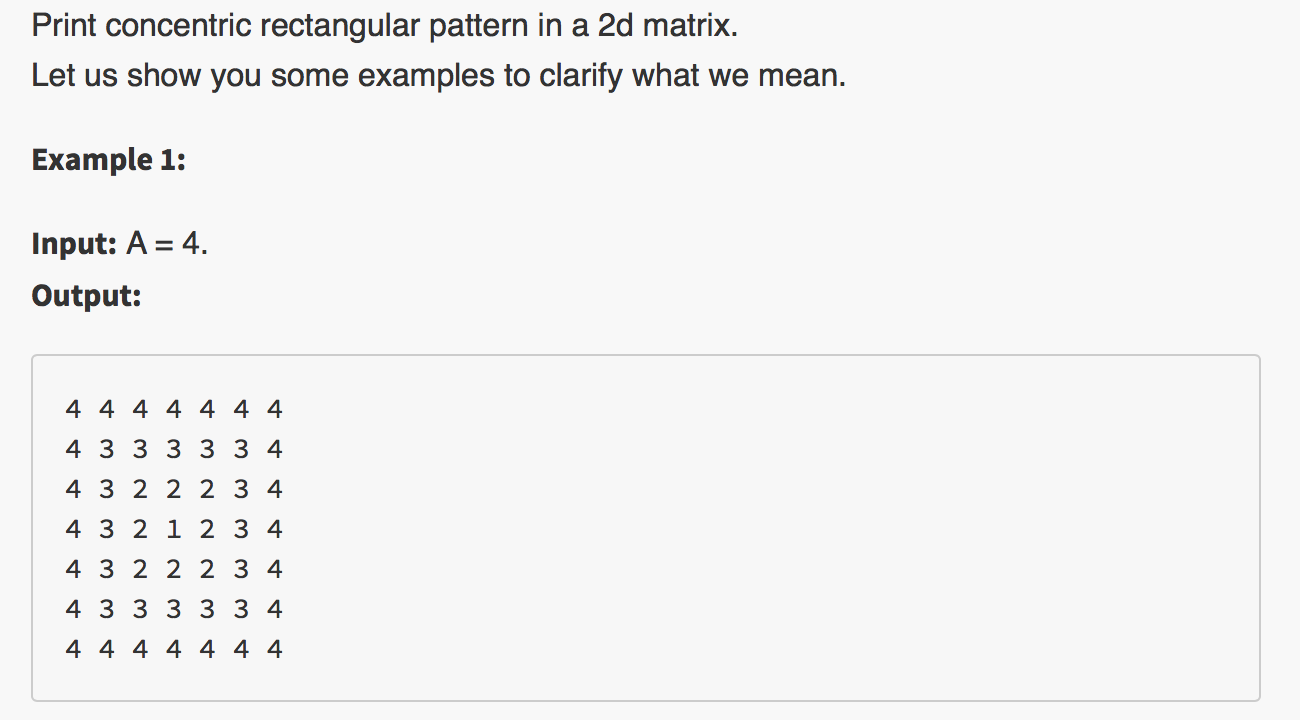 Print concentric rectangular pattern in a 2d matrix.
Let us show you some examples to clarify what we mean.
Example 1:
Input: A = 4.
Output:
4 4 4 4 4 4 4
4 3 3 3 3 3 4
4 3 2 2 2 3 4
4 3 2 1 2 3 4
4 3 2 2 2 3 4
4 3 3 3 3 3 4
4 4 4 4 4 4 4